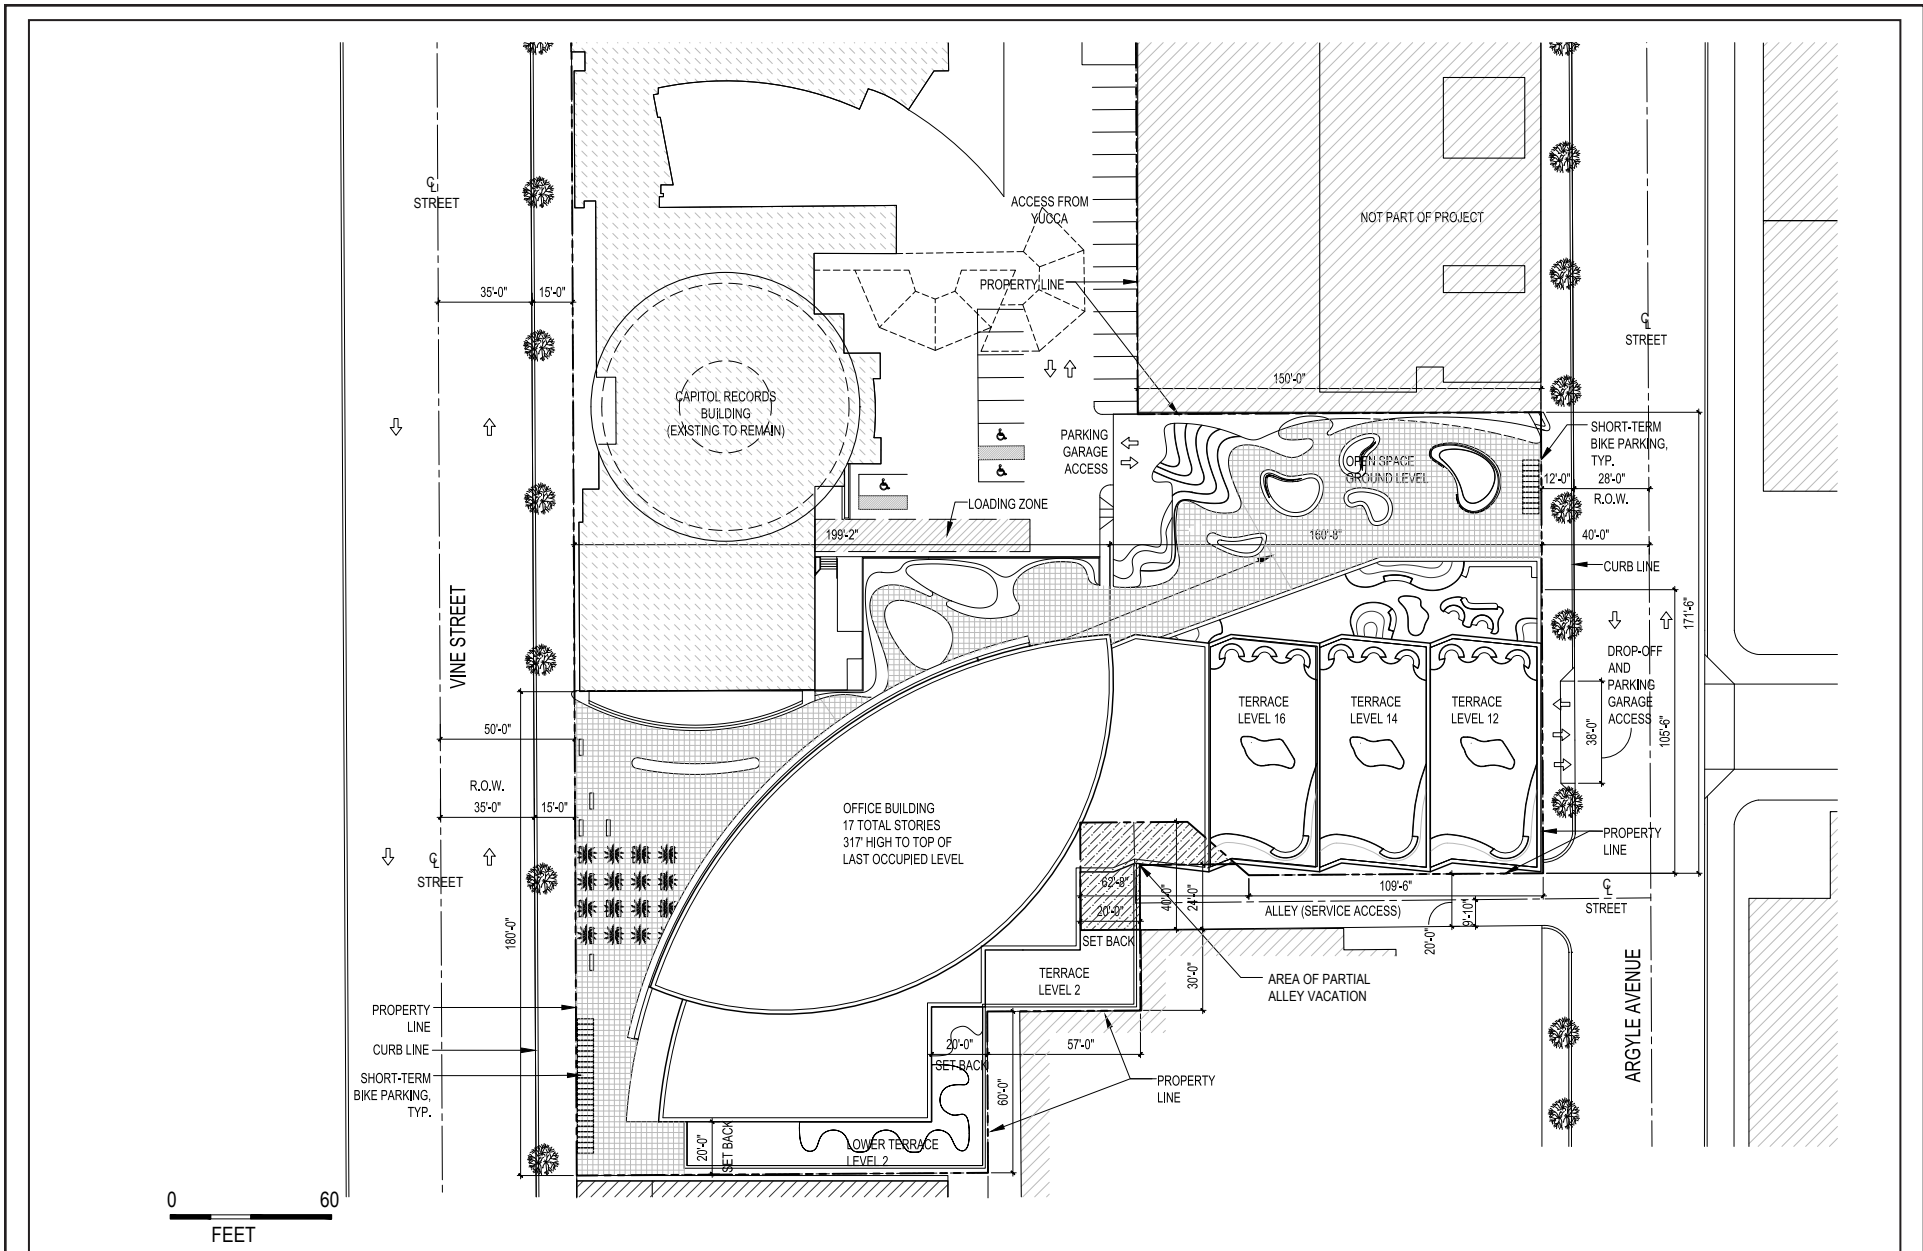 ℄
STREET
ACCESS FROM
YUCCA
NOT PART OF PROJECT
PROPERTY LINE
35'-0"
15'-0"
℄
STREET
150'-0"
CAPITOL RECORDS
BUILDING
(EXISTING TO REMAIN)
PARKING
GARAGE
ACCESS
SHORT-TERM
BIKE PARKING,
TYP.
OPEN SPACE
GROUND LEVEL
12'-0"
28'-0"
R.O.W.
LOADING ZONE
199'-2"
160'-8"
40'-0"
CURB LINE
VINE STREET
171'-6"
DROP-OFF
AND
PARKING
GARAGE
ACCESS
38'-0"
105'-6"
TERRACE
LEVEL 16
TERRACE
LEVEL 14
TERRACE
LEVEL 12
50'-0"
R.O.W.
35'-0"
15'-0"
OFFICE BUILDING
17 TOTAL STORIES
317' HIGH TO TOP OF
LAST OCCUPIED LEVEL
PROPERTY
LINE
℄
STREET
62'-8"
40'-0"
24'-0"
109'-6"
℄
STREET
20'-0"
ALLEY (SERVICE ACCESS)
9'-10"
20'-0"
SET BACK
180'-0"
TERRACE
LEVEL 2
30'-0"
AREA OF PARTIAL
ALLEY VACATION
ARGYLE AVENUE
PROPERTY
LINE
CURB LINE
20'-0"
SET BACK
57'-0"
60'-0"
SHORT-TERM
BIKE PARKING,
TYP.
PROPERTY
LINE
20'-0"
SET BACK
LOWER TERRACE
LEVEL 2
0
60
FEET